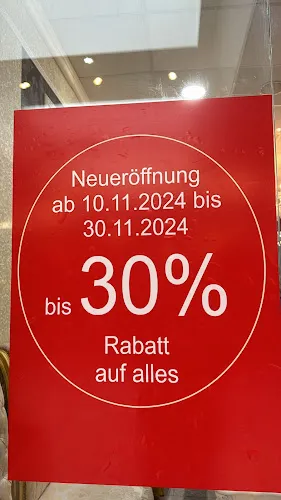 Neueröffnung
ab 10.11.2024 bis
30.11.2024
bis 30%
Rabatt
auf alles